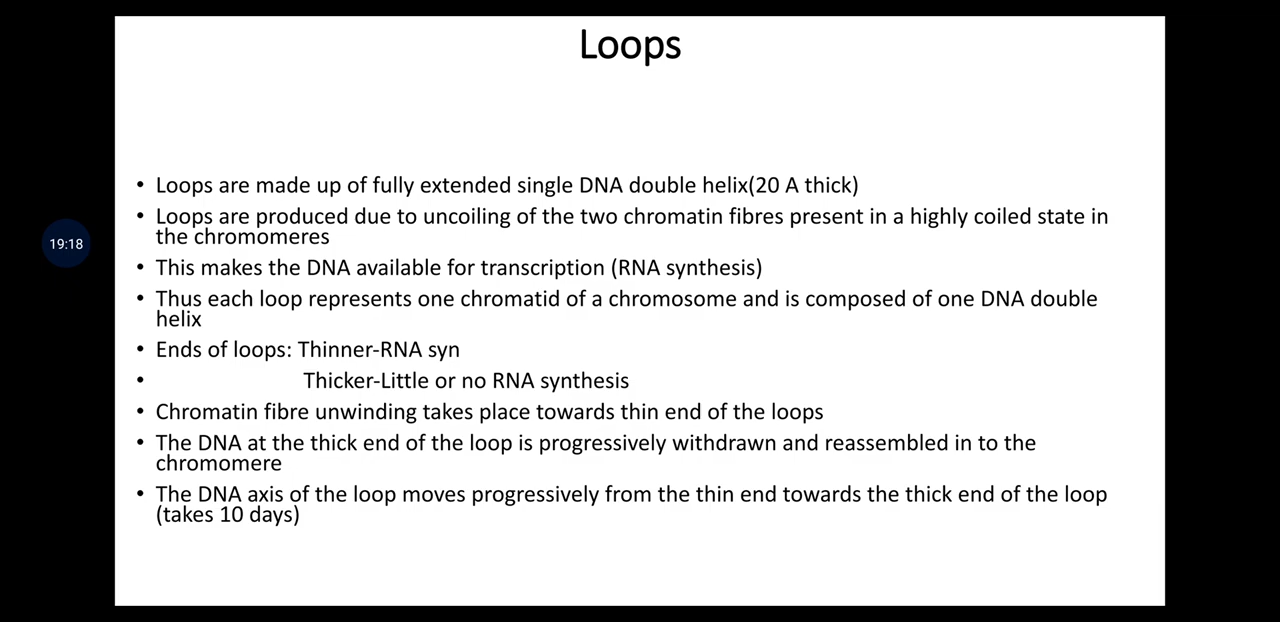 Loops
• Loops are made up of fully extended single DNA double helix(20 A thick)
• Loops are produced due to uncoiling of the two chromatin fibres present in a highly coiled state in
the chromomeres
19:18
• This makes the DNA available for transcription (RNA synthesis)
• Thus each loop represents one chromatid of a chromosome and is composed of one DNA double
helix
• Ends of loops: Thinner-RNA syn
• Thicker-Little or no RNA synthesis
• Chromatin fibre unwinding takes place towards thin end of the loops
• The DNA at the thick end of the loop is progressively withdrawn and reassembled in to the
chromomere
• The DNA axis of the loop moves progressively from the thin end towards the thick end of the loop
(takes 10 days)